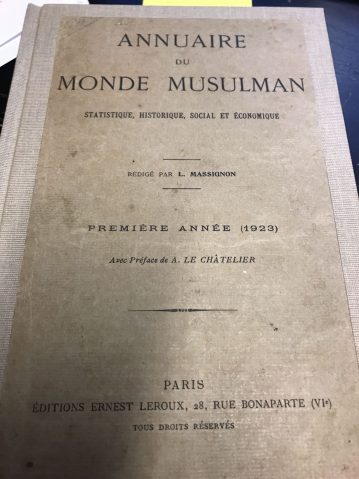 ANNUAIRE
DU
MONDE MUSULMAN
STATISTIQUE, HISTORIQUE, SOCIAL ET ÉCONOMIQUE
RÉDIGÉ PAR L. MASSIGNON
PREMIÈRE ANNÉE (1923)
Avec Préface de A. LE CHÂTELIER
PARIS
ÉDITIONS ERNEST LEROUX, 28, RUE BONAPARTE (VIe)
TOUS DROITS RÉSERVÉS